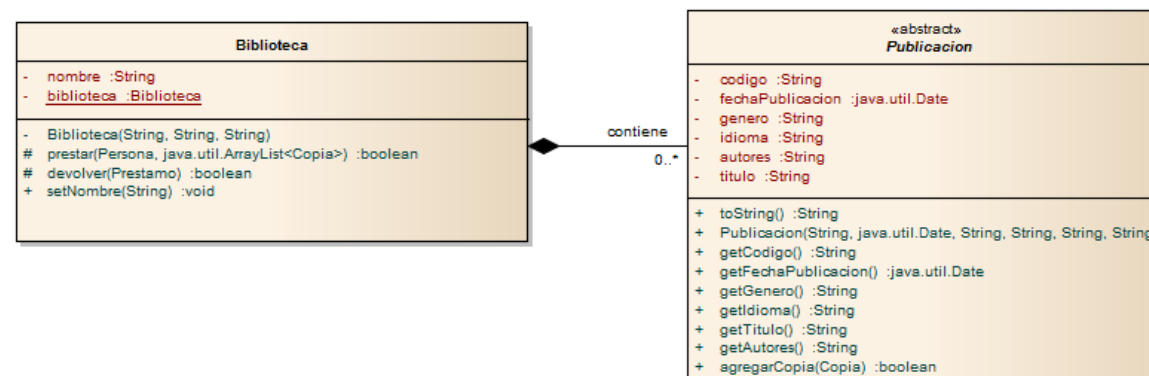 Biblioteca
- nombre :String
- biblioteca :Biblioteca
- Biblioteca(String, String, String)
# prestar(Persona, java.util.ArrayList<Copia>) :boolean
# devolver(Prestamo) :boolean
+ setNombre(String) :void
contiene
0..*
«abstract»
Publicacion
- codigo :String
- fechaPublicacion :java.util.Date
- genero :String
- idioma :String
- autores :String
- titulo :String
+ toString() :String
+ Publicacion(String, java.util.Date, String, String, String, String
+ getCodigo() :String
+ getFechaPublicacion() :java.util.Date
+ getGenero() :String
+ getIdioma() :String
+ getTitulo() :String
+ getAutores() :String
+ agregarCopia(Copia) :boolean